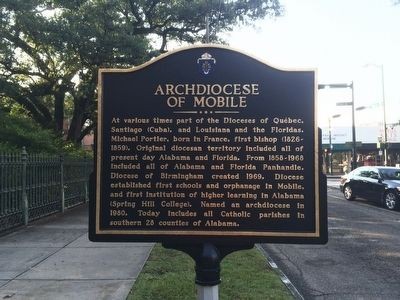 ARCHDIOCESE
OF MOBILE
At various times part of the Dioceses of Québec,
Santiago (Cuba), and Louisiana and the Floridas.
Michael Portier, born in France, first bishop (1826-
1859). Original diocesan territory included all of
present day Alabama and Florida. From 1858-1968
included all of Alabama and Florida Panhandle.
Diocese of Birmingham created 1969. Diocese
established first schools and orphanage in Mobile,
and first institution of higher learning in Alabama
(Spring Hill College). Named an archdiocese in
1980. Today includes all Catholic parishes in
southern 28 counties of Alabama.